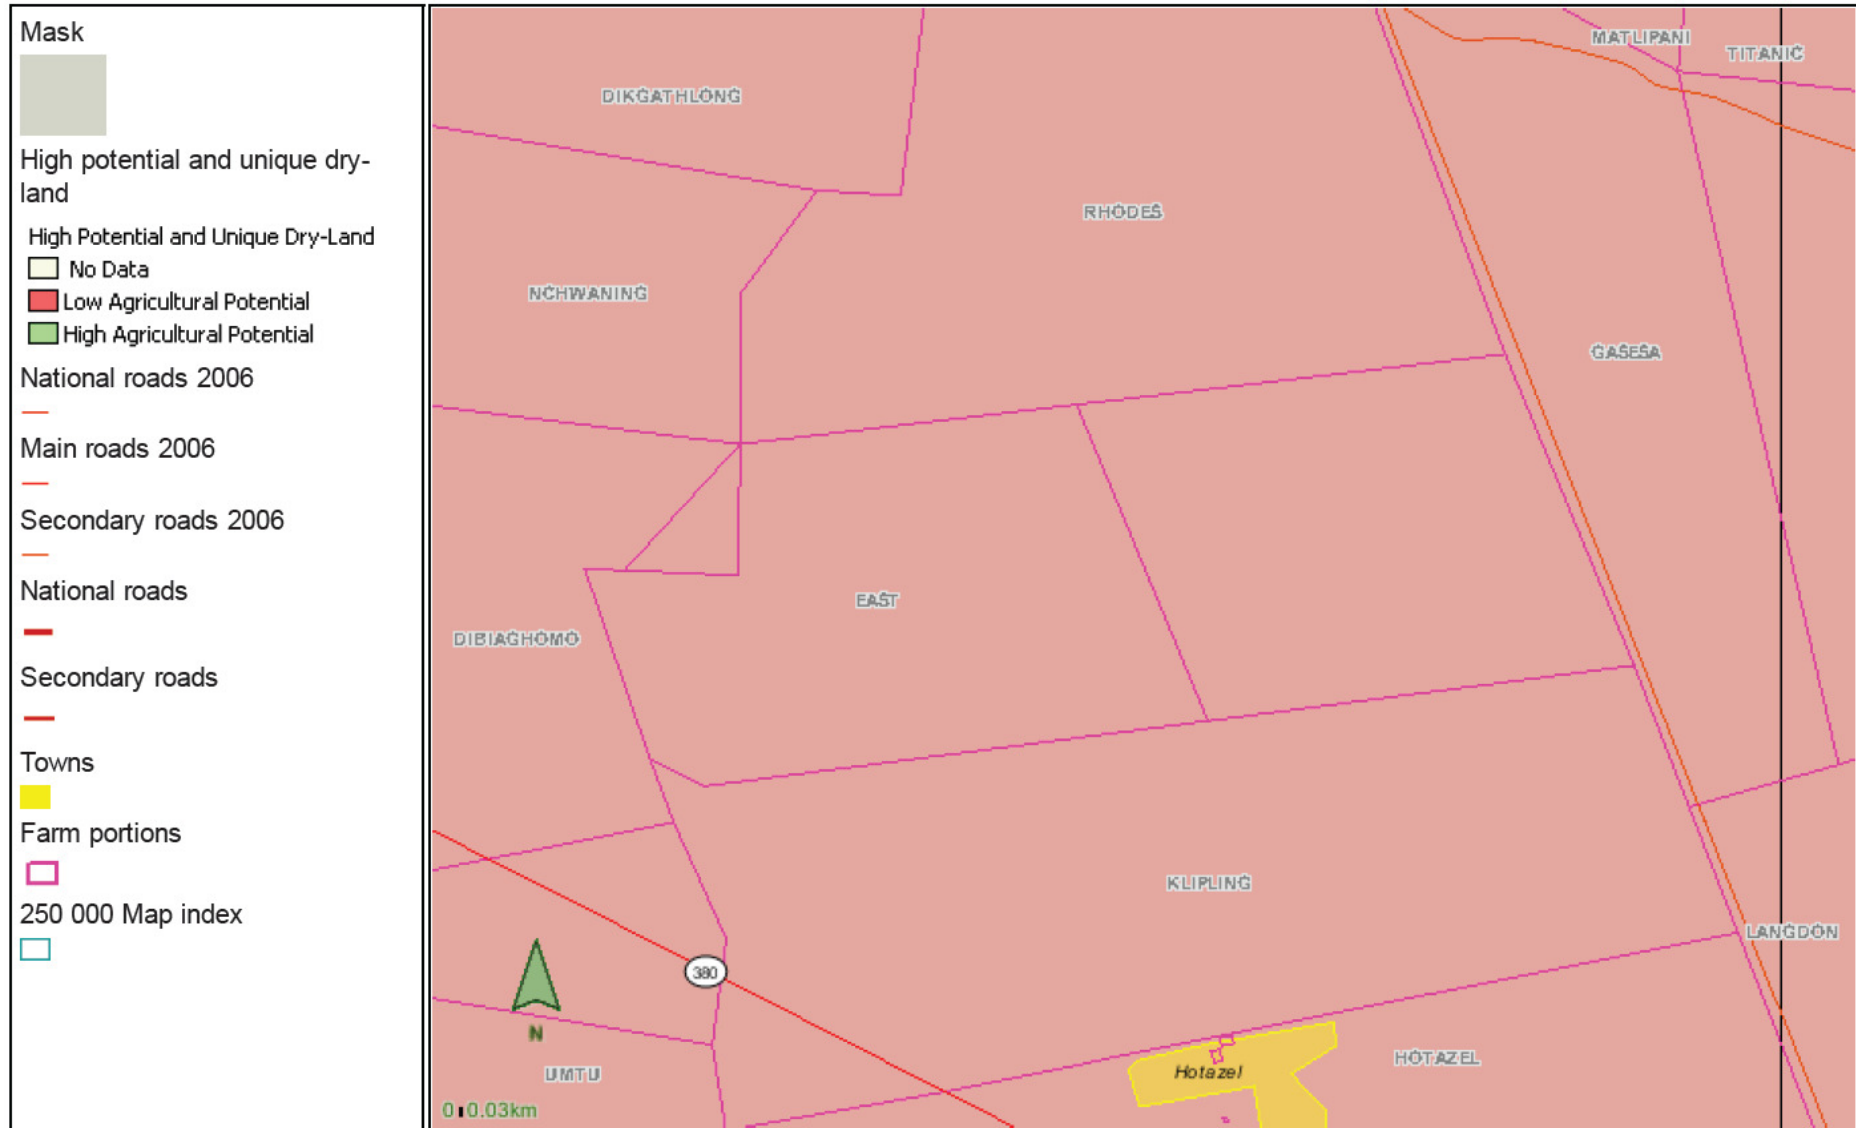 Mask
High potential and unique dry-
land
High Potential and Unique Dry-Land
No Data
Low Agricultural Potential
High Agricultural Potential
National roads 2006
Main roads 2006
Secondary roads 2006
National roads
Secondary roads
Towns
Farm portions
250 000 Map index
MATLIPANI
TITANIC
DIKGATHLONG
RHODES
NCHWANING
GASESA
EAST
DIBIAGHOMO
KLIPLING
LANGDON
380
N
HOTAZEL
Hotazel
UMTU
0 0.03km